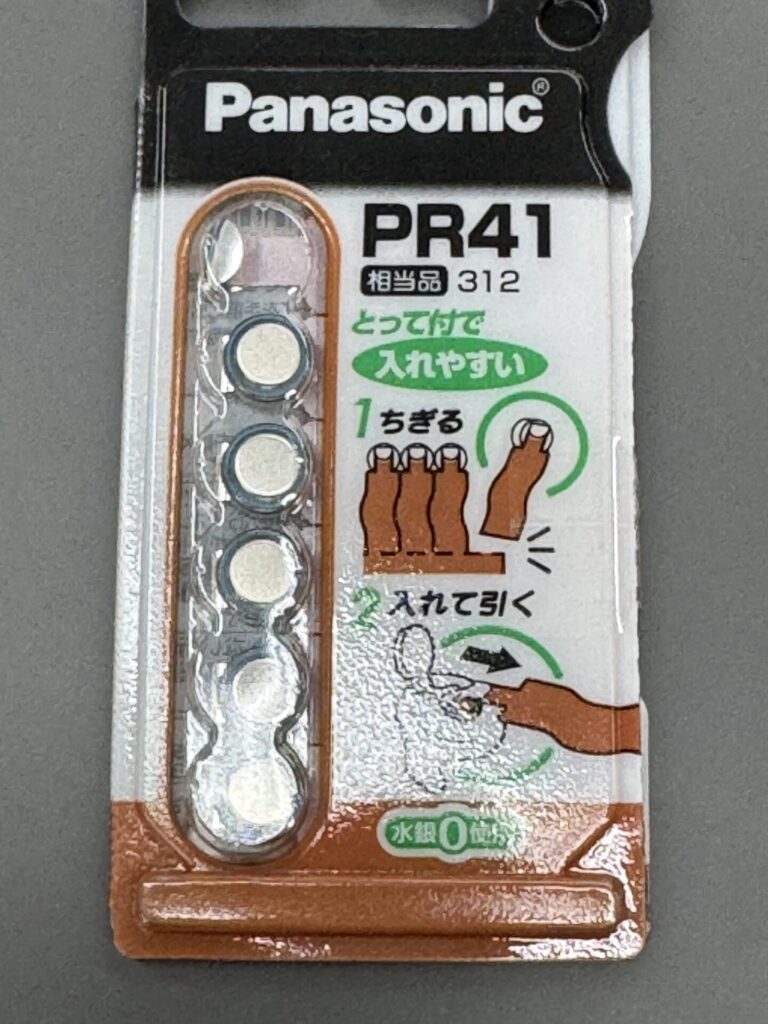 Panasonic®
PR41
相当品 312
とって付で
入れやすい
1 ちぎる
2 入れて引く
水銀0使